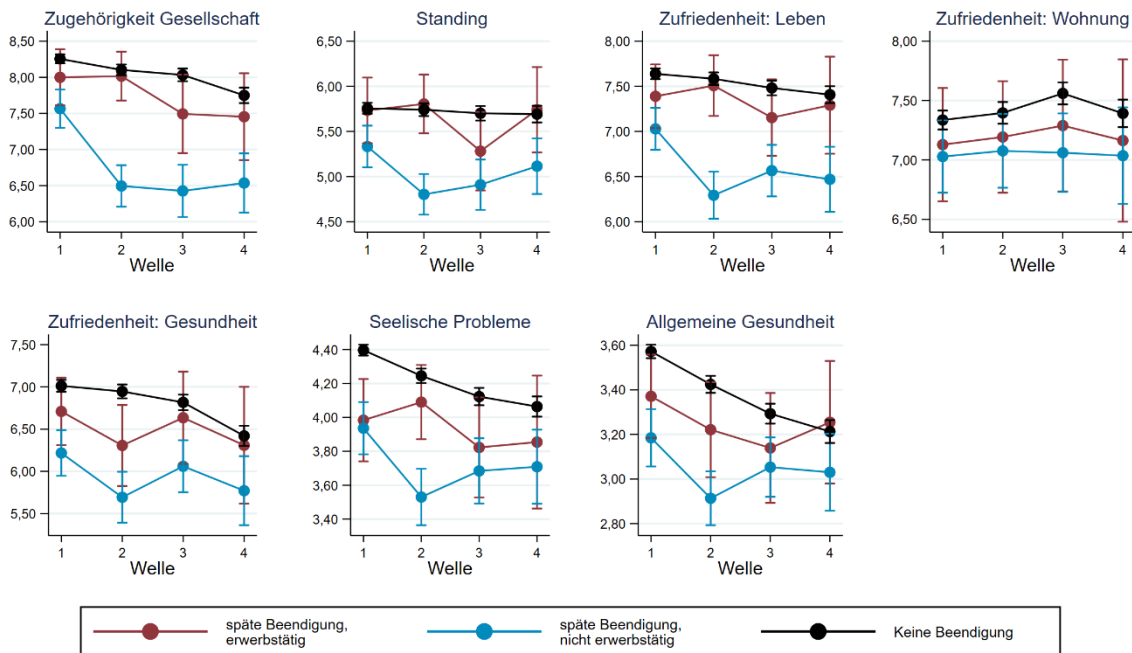 Zugehörigkeit Gesellschaft
8,50
8,00
7,50
7,00
6,50
6,00
1 2 3 4
Welle
Standing
6,50
6,00
5,50
5,00
4,50
1 2 3 4
Welle
Zufriedenheit: Leben
8,00
7,50
7,00
6,50
6,00
1 2 3 4
Welle
Zufriedenheit: Wohnung
8,00
7,50
7,00
6,50
1 2 3 4
Welle
Zufriedenheit: Gesundheit
7,50
7,00
6,50
6,00
5,50
1 2 3 4
Welle
Seelische Probleme
4,40
4,20
4,00
3,80
3,60
3,40
1 2 3 4
Welle
Allgemeine Gesundheit
3,60
3,40
3,20
3,00
2,80
1 2 3 4
Welle
späte Beendigung,
erwerbstätig
späte Beendigung,
nicht erwerbstätig
Keine Beendigung